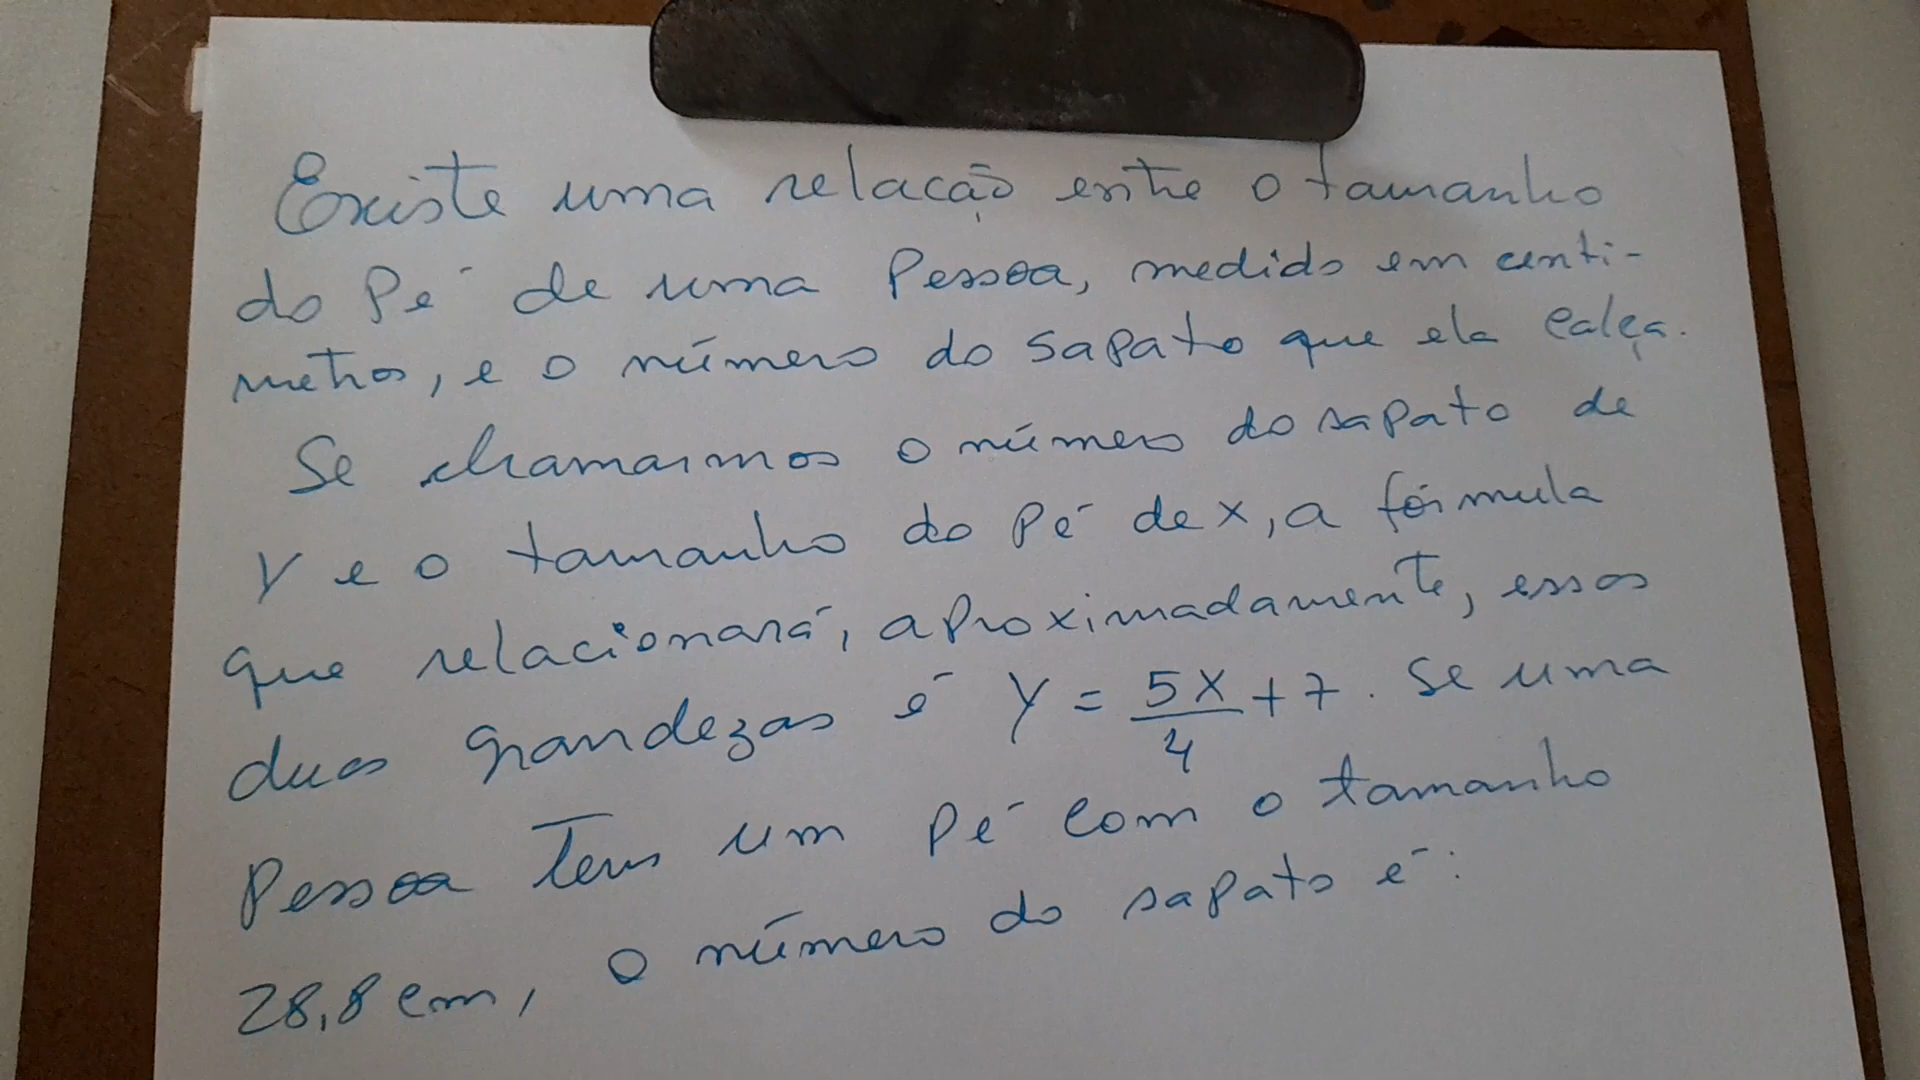 Existe uma relação entre o tamanho
do pé de uma pessoa, medido em centí-
metros, e o número do sapato que ela calça.
Se chamarmos o número do sapato de
Y e o tamanho do pé de x, a fórmula
que relacionará, aproximadamente, essas
duas grandezas é Y = 5X/4 + 7. Se uma
pessoa tem um pé com o tamanho
28,8 cm, o número do sapato é: